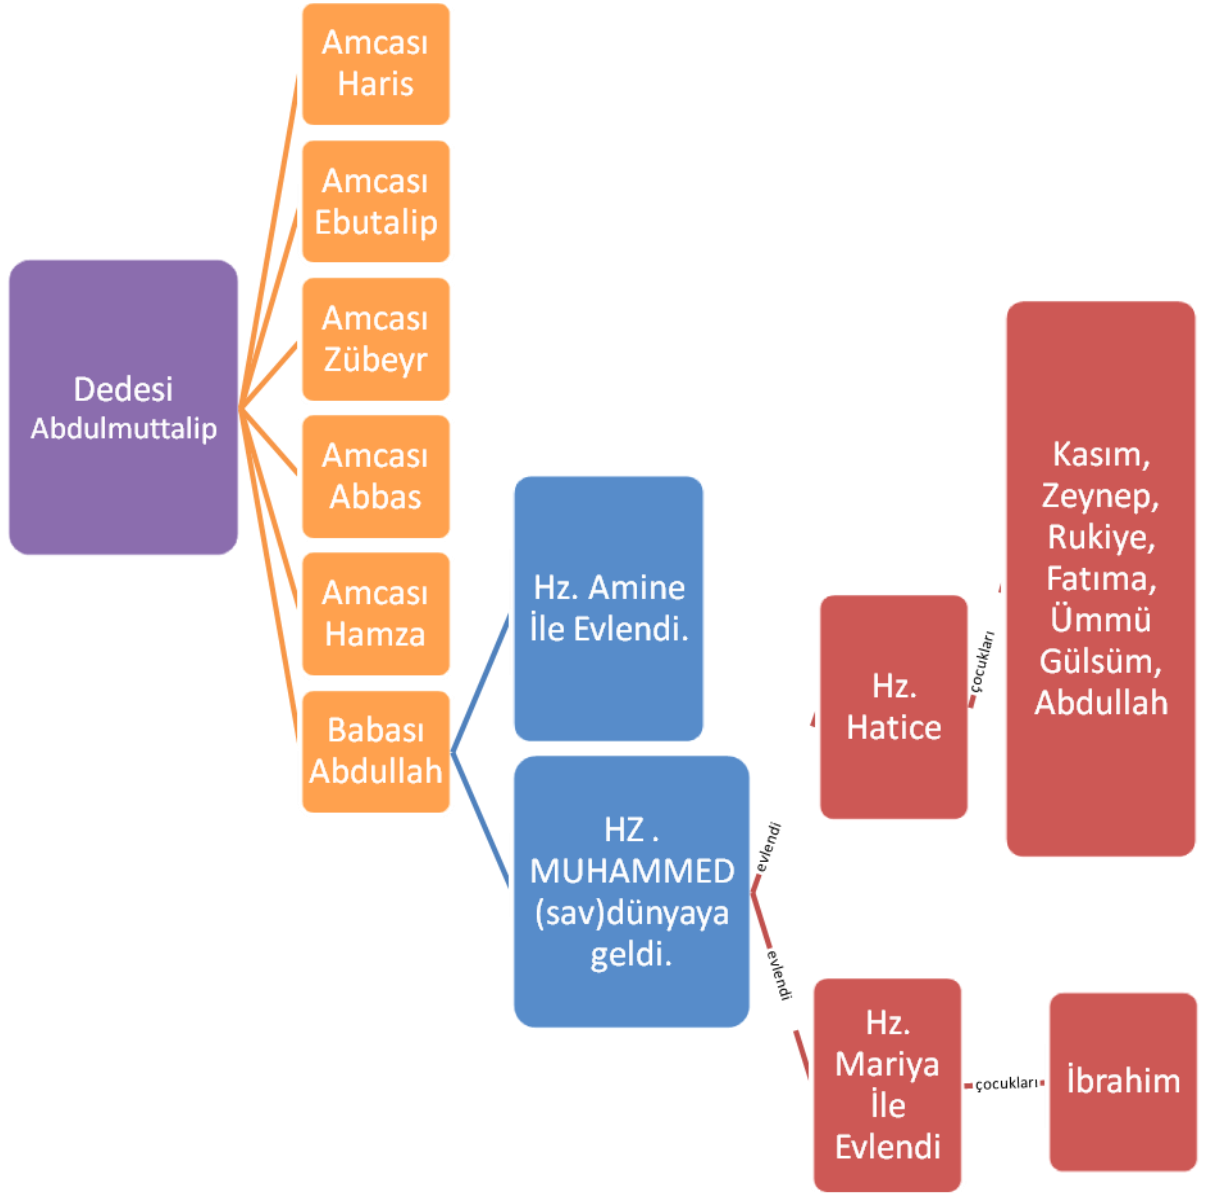 Dedesi
Abdulmuttalip
Amcası
Haris
Amcası
Ebutalip
Amcası
Zübeyr
Amcası
Abbas
Amcası
Hamza
Babası
Abdullah
Hz. Amine
İle Evlendi.
HZ .
MUHAMMED
(sav)dünyaya
geldi.
evlendi
Hz.
Hatice
çocukları
Kasım,
Zeynep,
Rukiye,
Fatıma,
Ümmü
Gülsüm,
Abdullah
evlendi
Hz.
Mariya
İle
Evlendi
çocukları
İbrahim